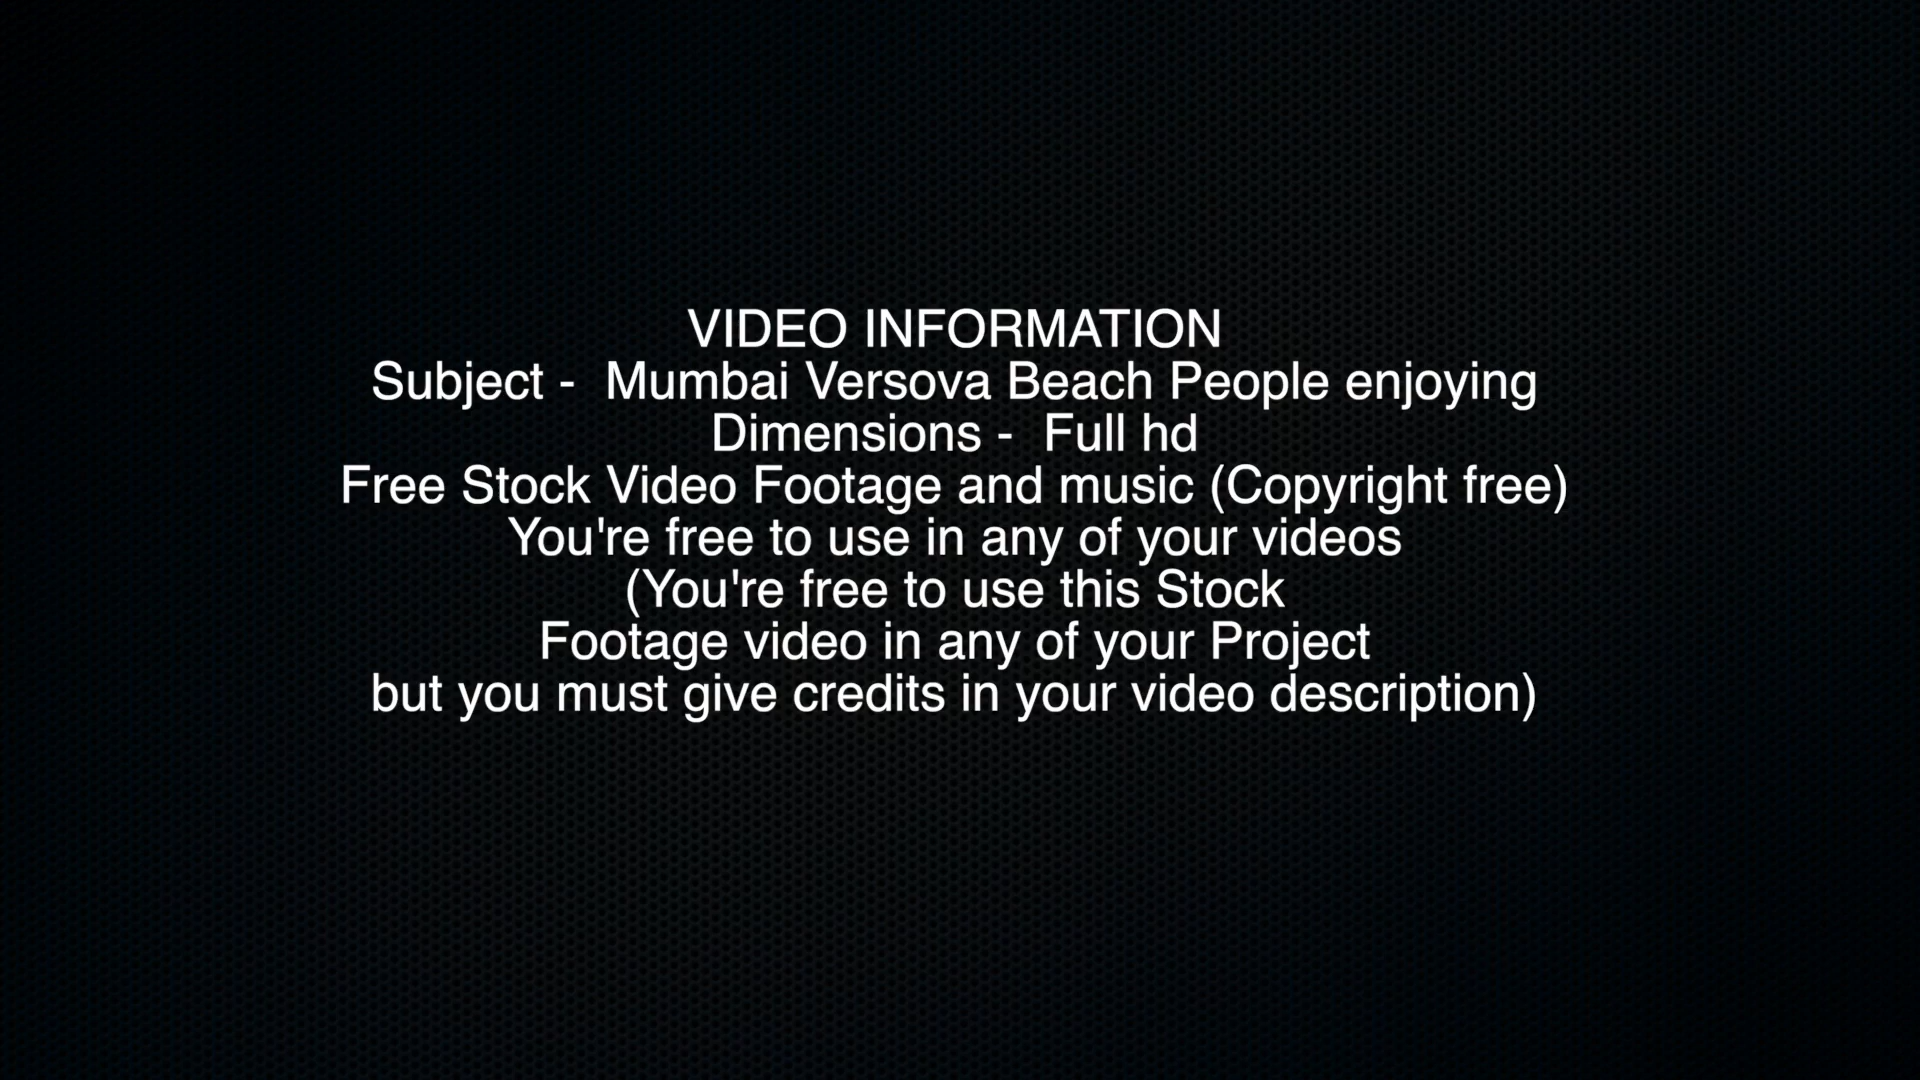 VIDEO INFORMATION
Subject -  Mumbai Versova Beach People enjoying
Dimensions -  Full hd
Free Stock Video Footage and music (Copyright free)
You're free to use in any of your videos
(You're free to use this Stock
Footage video in any of your Project
but you must give credits in your video description)